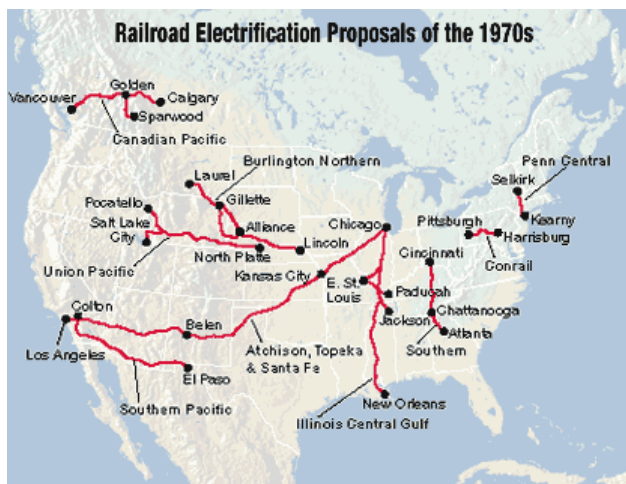 Railroad Electrification Proposals of the 1970s
Golden
Vancouver
Calgary
Sparwood
Canadian Pacific
Burlington Northern
Penn Central
Laurel
Selkirk
Gillette
Pocatello
Salt Lake
City
Alliance
Chicago
Pittsburgh
Kearny
Harrisburg
Lincoln
Cincinnati
Conrail
North Platte
Union Pacific
Kansas City
E. St.
Louis
Paducah
Colton
Chattanooga
Jackson
Belen
Atlanta
Los Angeles
Atchison, Topeka
& Santa Fe
Southern
El Paso
Southern Pacific
New Orleans
Illinois Central Gulf